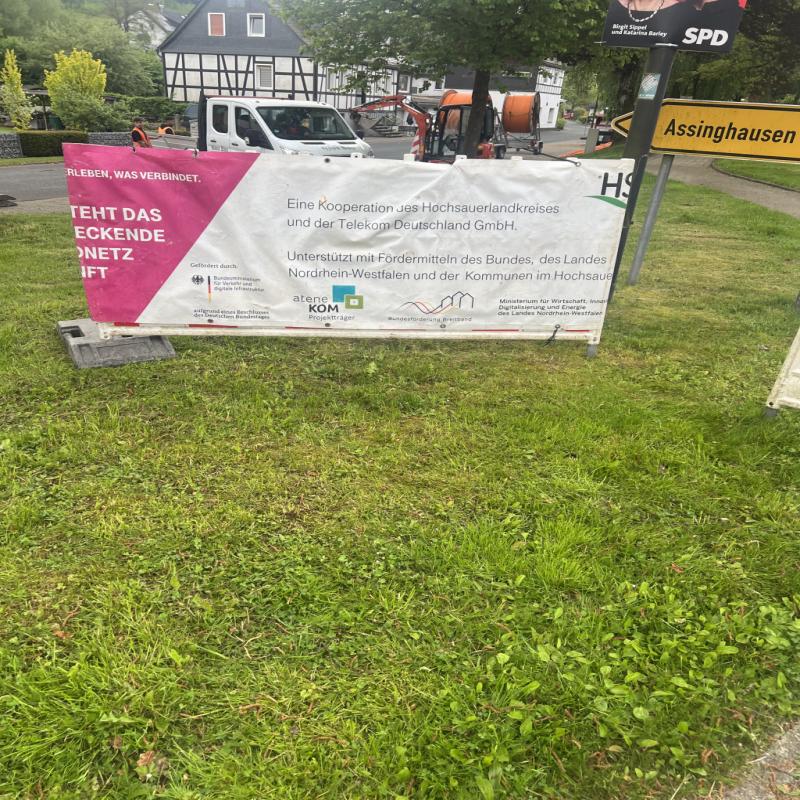 Birgit Sippel
und Katarina Barley
SPD
Assinghausen
ERLEBEN, WAS VERBINDET.
TEHT DAS
ECKENDE
NETZ
NFT
Eine Kooperation des Hochsauerlandkreises
und der Telekom Deutschland GmbH.
Unterstützt mit Fördermitteln des Bundes, des Landes
Nordrhein-Westfalen und der Kommunen im Hochsaue
HS
Gefördert durch:
Bundesministerium
für Verkehr und
digitale Infrastruktur
aufgrund eines Beschlusses
des Deutschen Bundestages
atene
KOM
Projektträger
Bundesförderung Breitband
Ministerium für Wirtschaft, Inno
Digitalisierung und Energie
des Landes Nordrhein-Westfalen